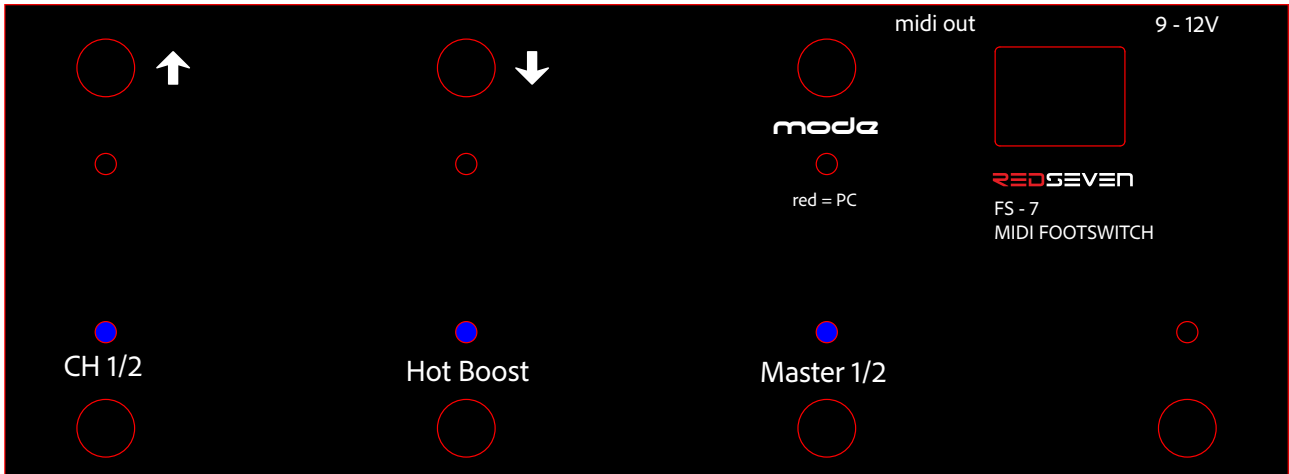 midi out
9 - 12V
mode
red = PC
REDSEVEN
FS - 7
MIDI FOOTSWITCH
CH 1/2
Hot Boost
Master 1/2